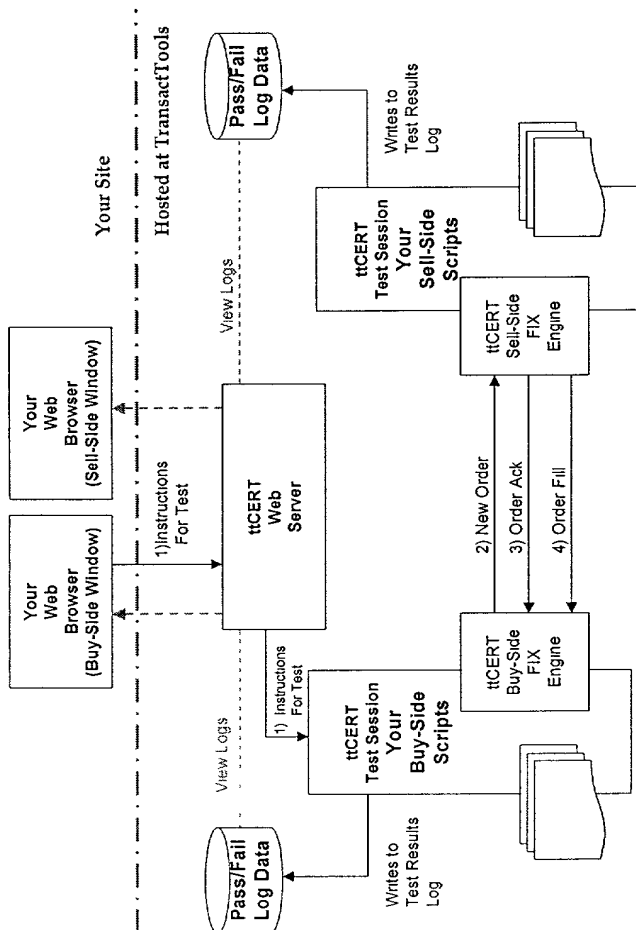 Your Site
Hosted at TransactTools
Your
Web
Browser
(Buy-Side Window)
Your
Web
Browser
(Sell-Side Window)
1)Instructions
For Test
ttCERT
Web
Server
View Logs
View Logs
Pass/Fail
Log Data
Pass/Fail
Log Data
1) Instructions
For Test
Writes to
Test Results
Log
Writes to
Test Results
Log
ttCERT
Test Session
Your
Buy-Side
Scripts
ttCERT
Test Session
Your
Sell-Side
Scripts
ttCERT
Buy-Side
FIX
Engine
2) New Order
3) Order Ack
4) Order Fill
ttCERT
Sell-Side
FIX
Engine